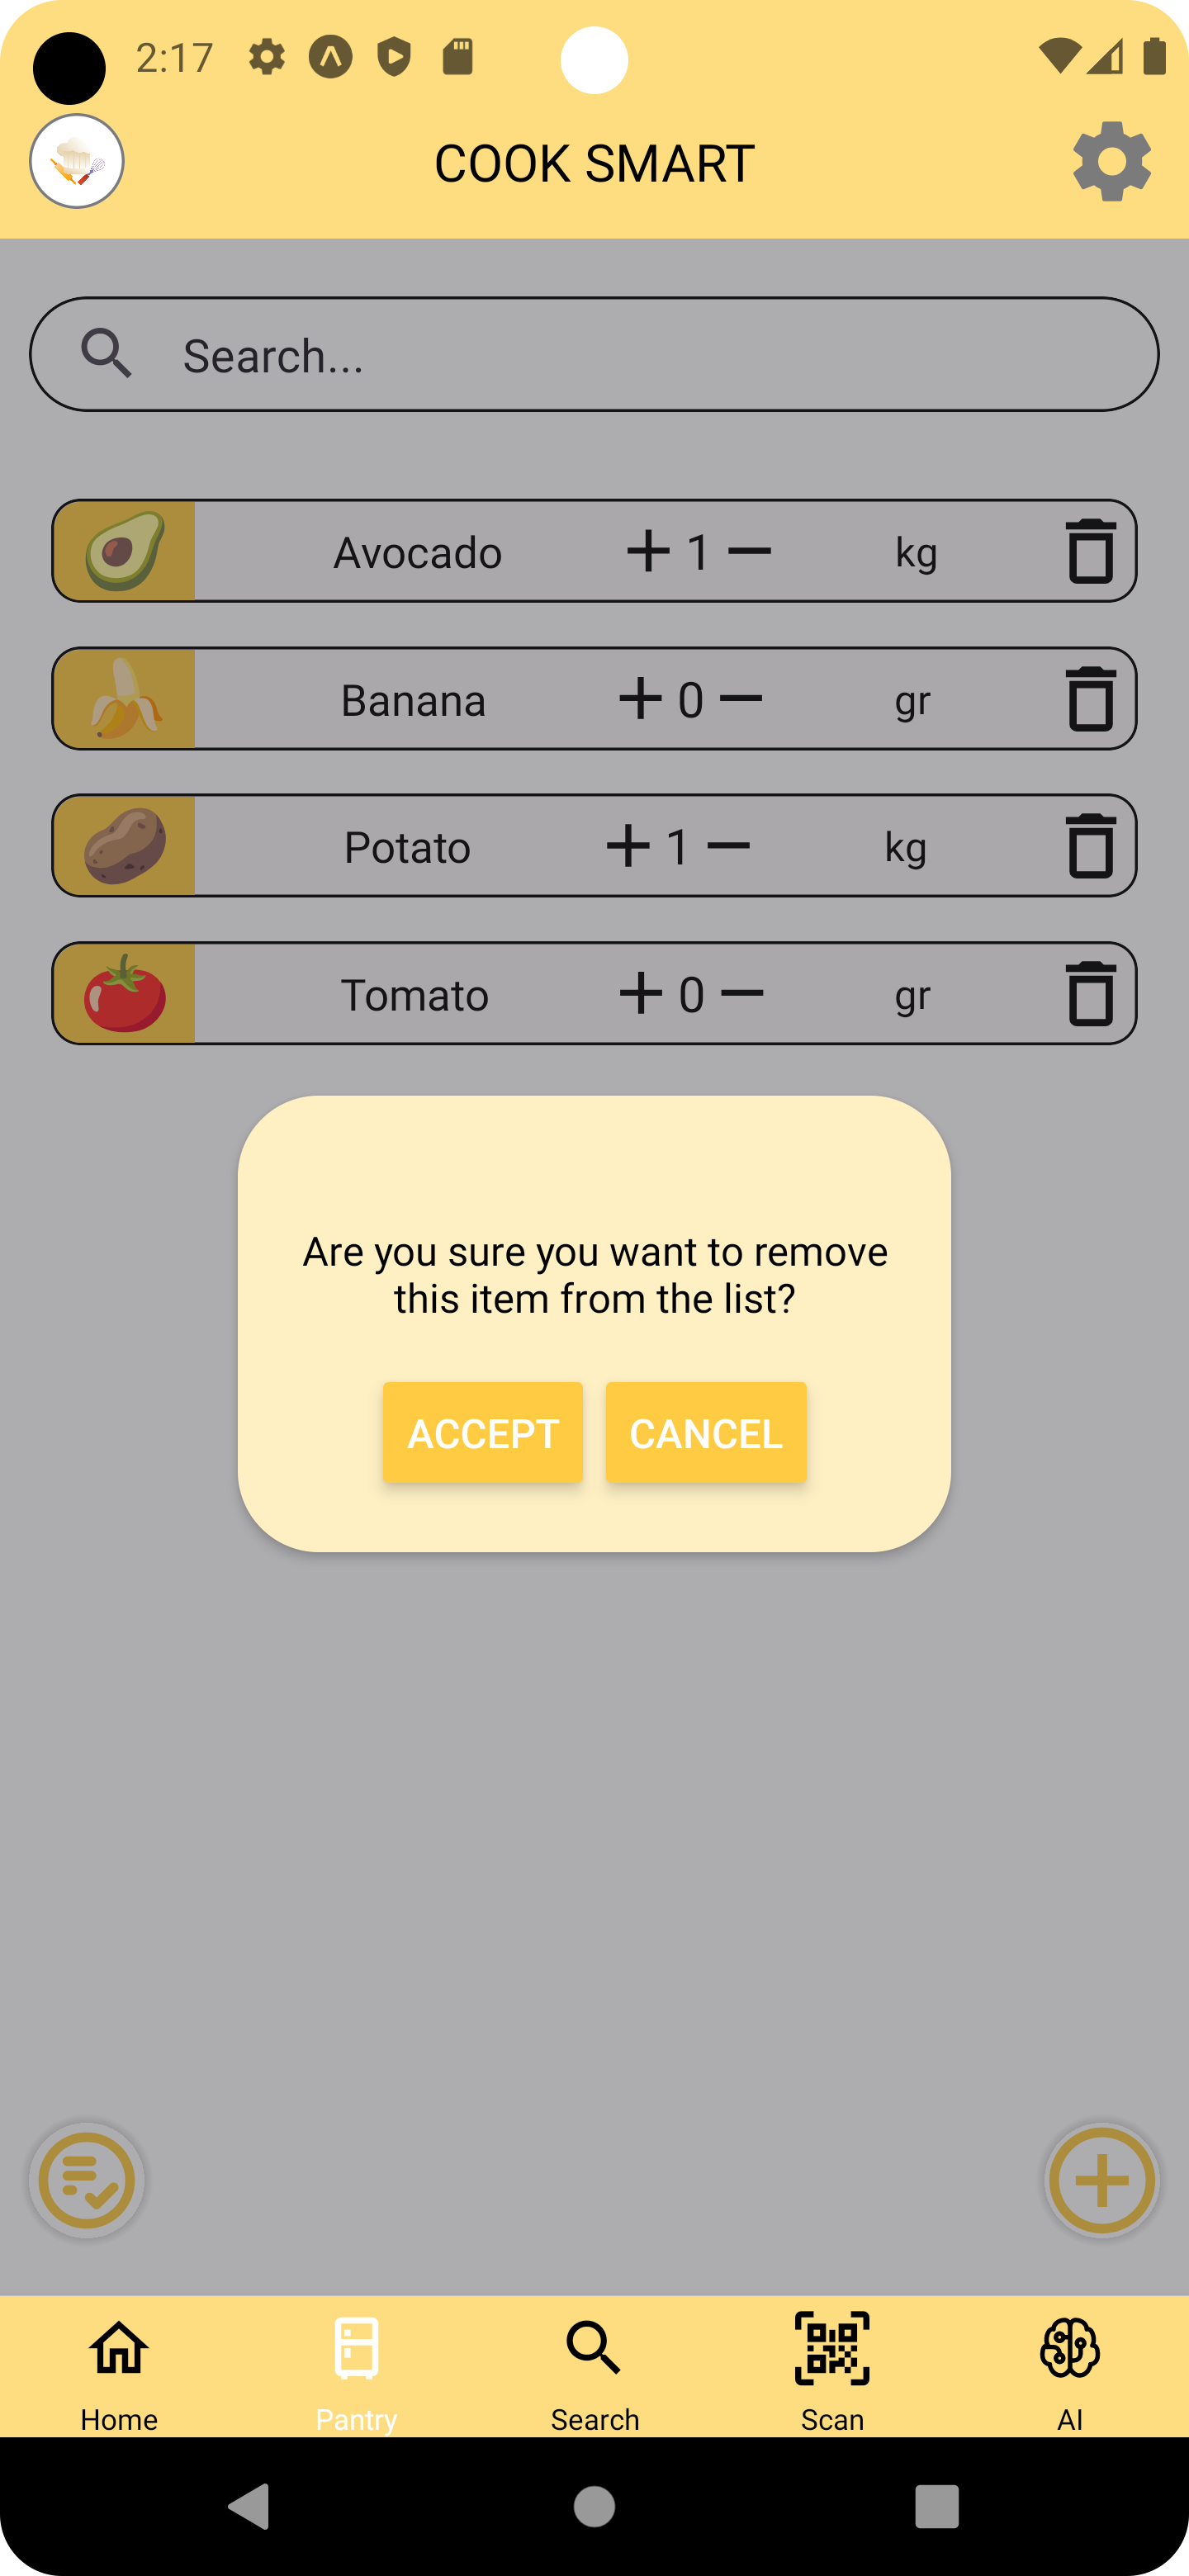 2:17
COOK SMART
Search...
Avocado + 1 − kg
Banana + 0 − gr
Potato + 1 − kg
Tomato + 0 − gr
Are you sure you want to remove
this item from the list?
ACCEPT CANCEL
Home Pantry Search Scan AI